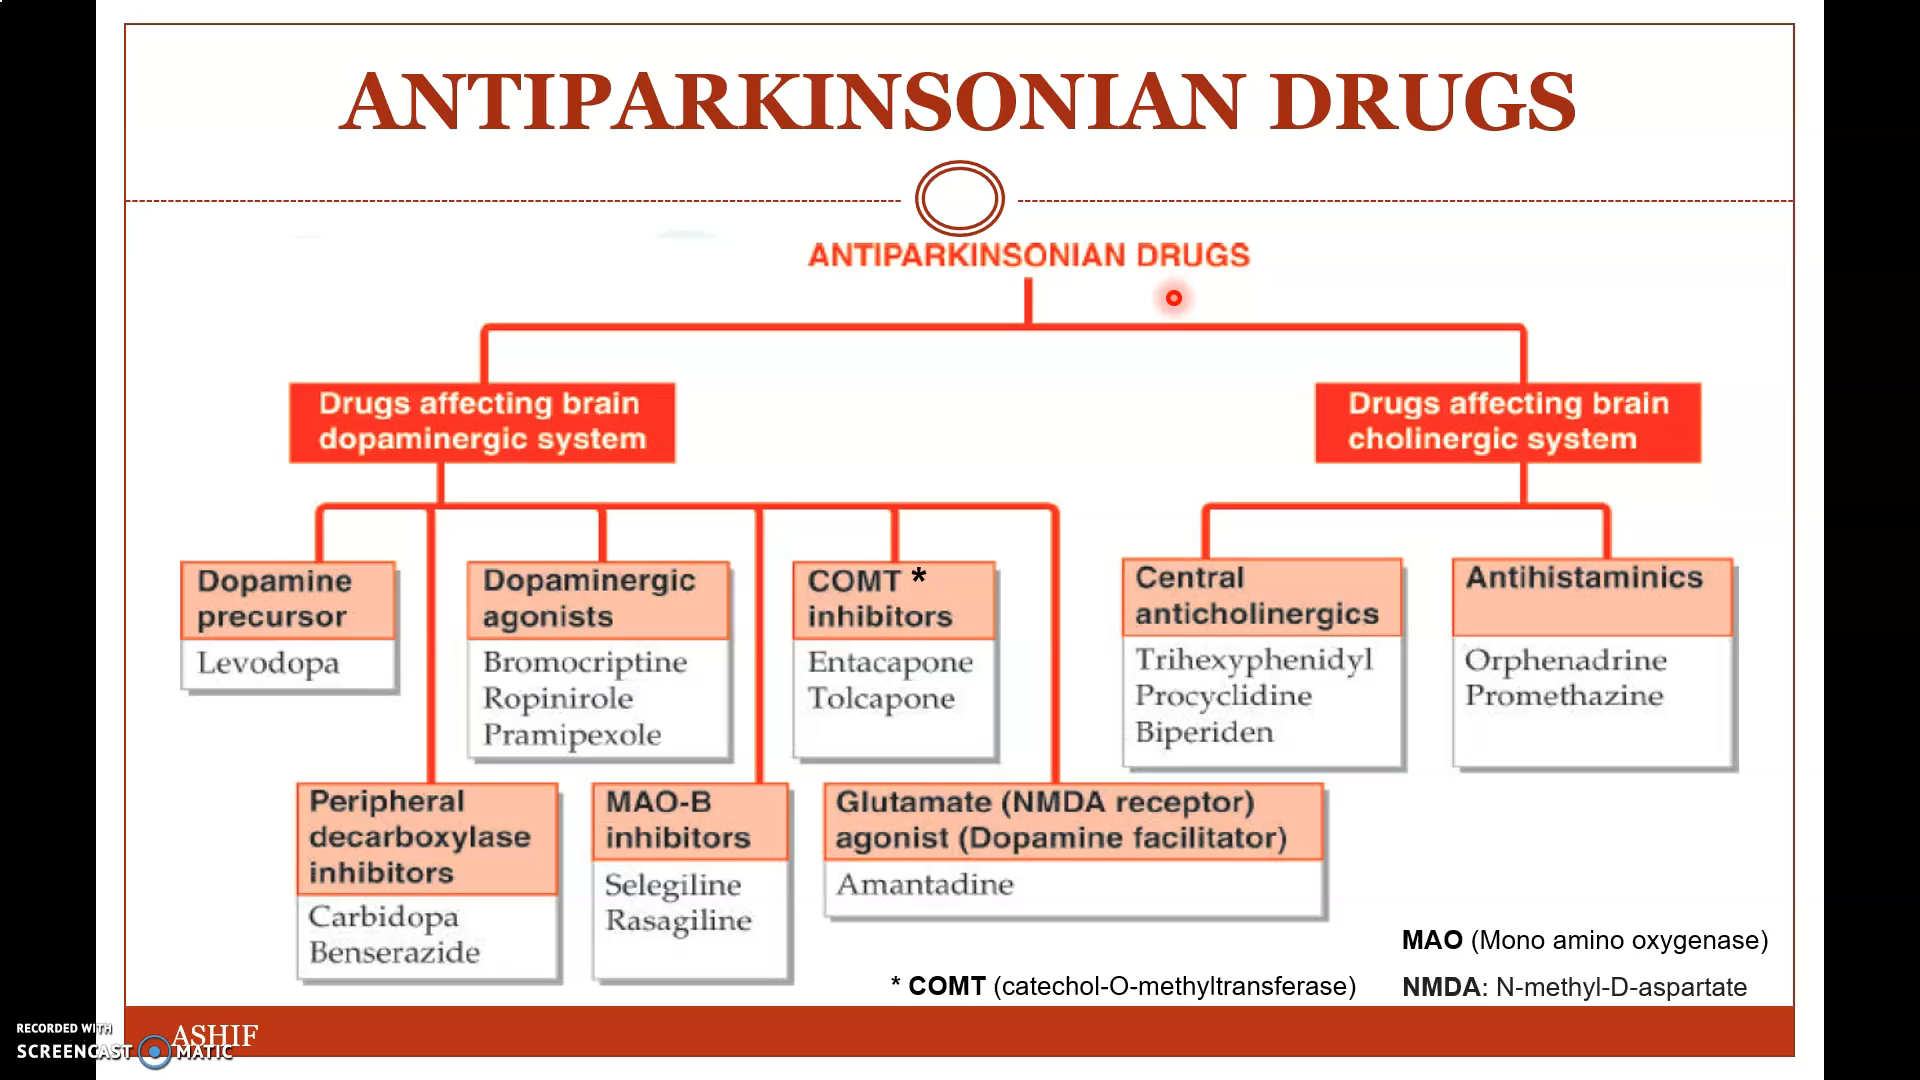 ANTIPARKINSONIAN DRUGS
ANTIPARKINSONIAN DRUGS
Drugs affecting brain
dopaminergic system
Drugs affecting brain
cholinergic system
Dopamine
precursor
Levodopa
Dopaminergic
agonists
Bromocriptine
Ropinirole
Pramipexole
COMT *
inhibitors
Entacapone
Tolcapone
Central
anticholinergics
Trihexyphenidyl
Procyclidine
Biperiden
Antihistaminics
Orphenadrine
Promethazine
Peripheral
decarboxylase
inhibitors
Carbidopa
Benserazide
MAO-B
inhibitors
Selegiline
Rasagiline
Glutamate (NMDA receptor)
agonist (Dopamine facilitator)
Amantadine
MAO (Mono amino oxygenase)
* COMT (catechol-O-methyltransferase)
NMDA: N-methyl-D-aspartate
ASHIF
RECORDED WITH
SCREENCAST MATIC